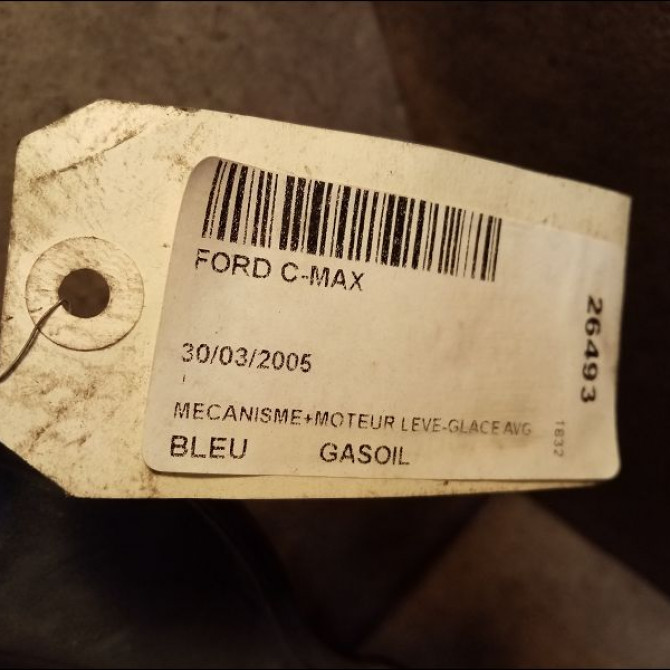 FORD C-MAX
30/03/2005
MECANISME+MOTEUR LEVE-GLACE AVG
BLEU GASOIL
26493
1832